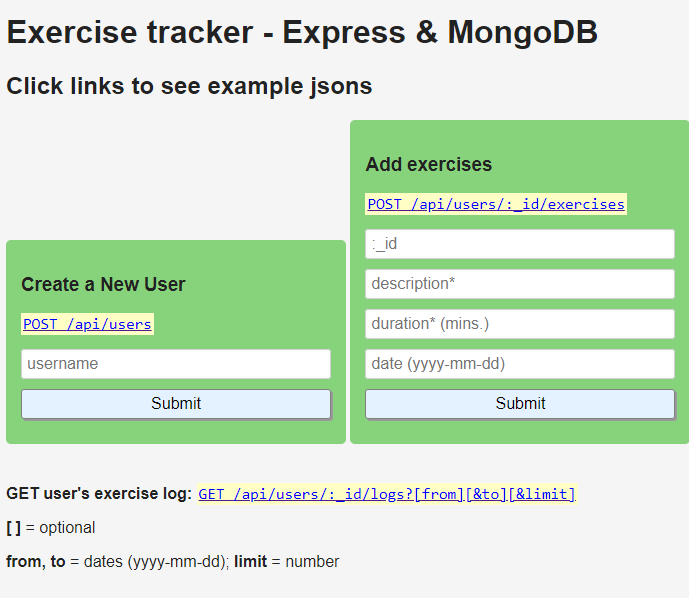 Exercise tracker - Express & MongoDB
Click links to see example jsons
Create a New User
POST /api/users
username
Submit
Add exercises
POST /api/users/:_id/exercises
:_id
description*
duration* (mins.)
date (yyyy-mm-dd)
Submit
GET user's exercise log: GET /api/users/:_id/logs?[from][&to][&limit]
[ ] = optional
from, to = dates (yyyy-mm-dd); limit = number